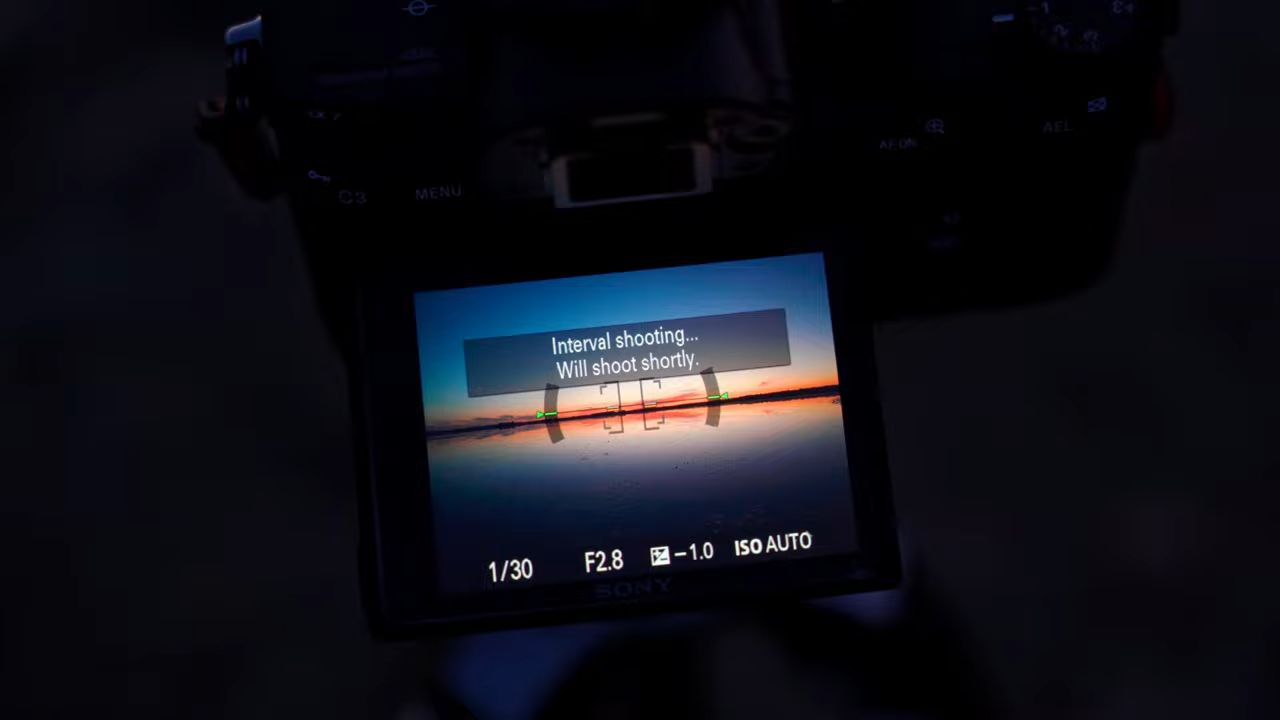 C3
MENU
AF-ON
AEL
Interval shooting...
Will shoot shortly.
1/30
F2.8
−1.0
ISO AUTO
SONY